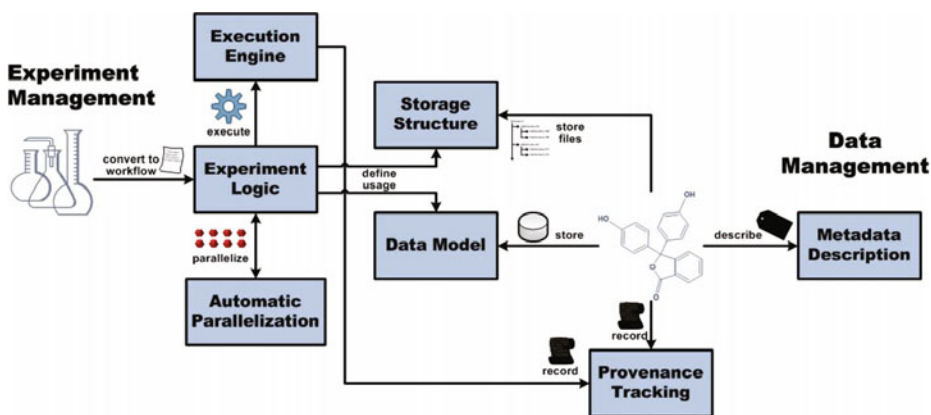 Execution
Engine
Experiment
Management
execute
convert to
workflow
Experiment
Logic
parallelize
Automatic
Parallelization
Storage
Structure
store
files
define
usage
Data Model
store
HO
OH
O
O
Data
Management
describe
Metadata
Description
record
record
Provenance
Tracking